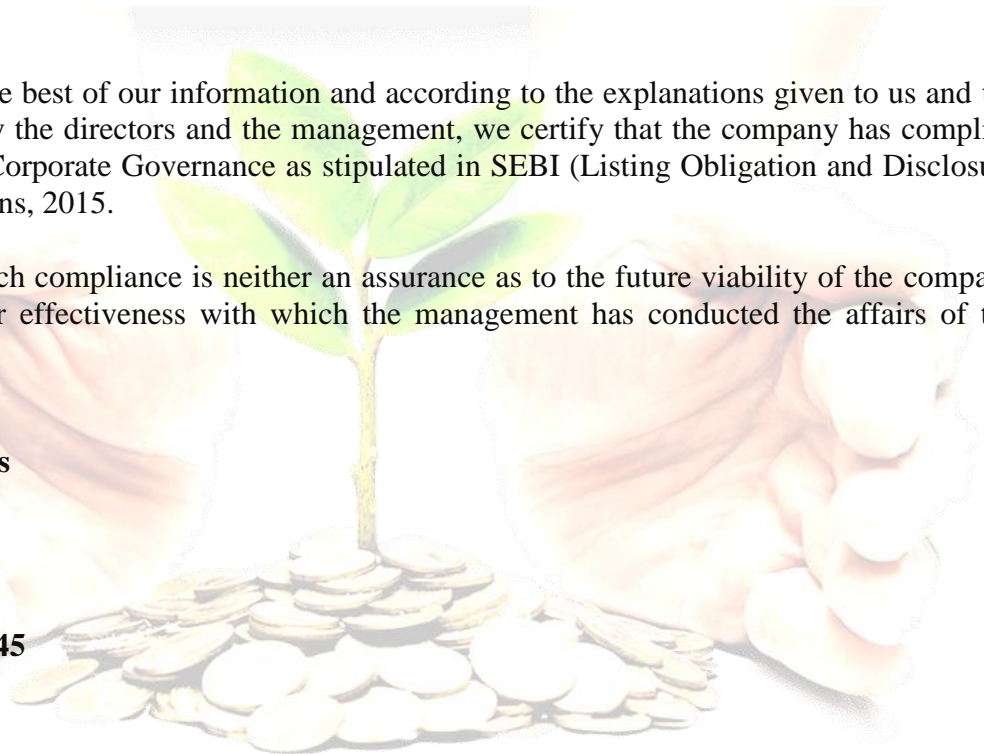 e best of our information and according to the explanations given to us and
the directors and the management, we certify that the company has compli
Corporate Governance as stipulated in SEBI (Listing Obligation and Disclosu
ns, 2015.
ch compliance is neither an assurance as to the future viability of the compa
r effectiveness with which the management has conducted the affairs of t
s
45